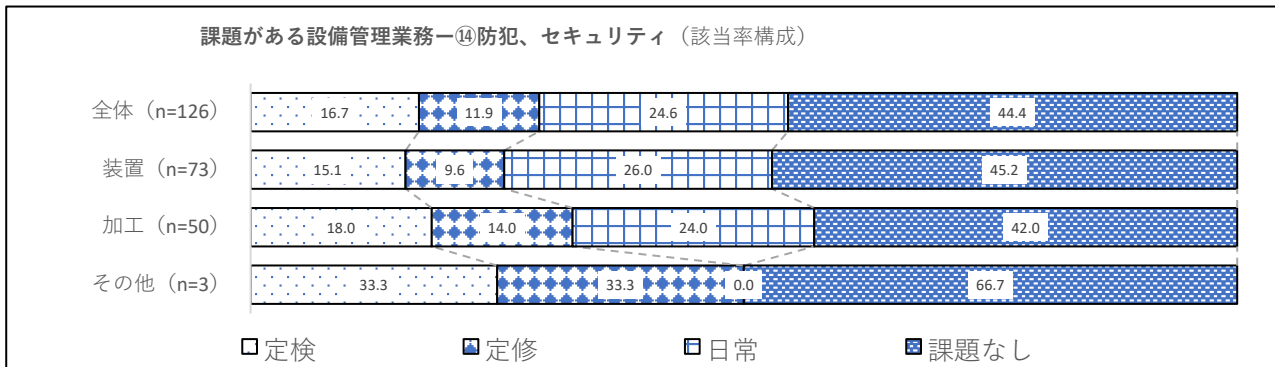 課題がある設備管理業務ー⑭防犯、セキュリティ（該当率構成）
全体（n=126） 16.7 11.9 24.6 44.4
装置（n=73） 15.1 9.6 26.0 45.2
加工（n=50） 18.0 14.0 24.0 42.0
その他（n=3） 33.3 33.3 0.0 66.7
定検 定修 日常 課題なし